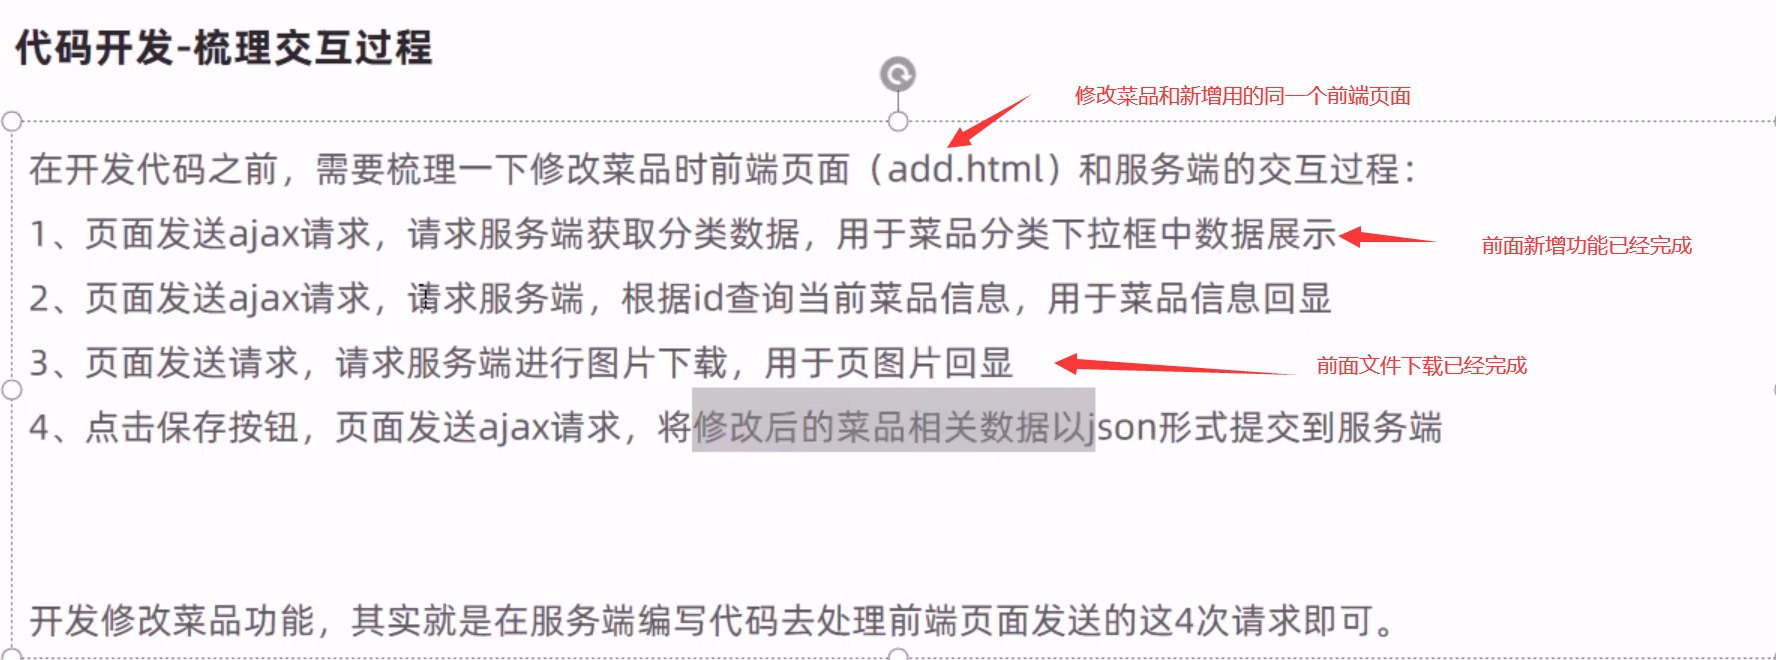 代码开发-梳理交互过程
修改菜品和新增用的同一个前端页面
在开发代码之前，需要梳理一下修改菜品时前端页面（add.html）和服务端的交互过程：
1、页面发送ajax请求，请求服务端获取分类数据，用于菜品分类下拉框中数据展示
前面新增功能已经完成
2、页面发送ajax请求，请求服务端，根据id查询当前菜品信息，用于菜品信息回显
3、页面发送请求，请求服务端进行图片下载，用于页图片回显
前面文件下载已经完成
4、点击保存按钮，页面发送ajax请求，将修改后的菜品相关数据以json形式提交到服务端
开发修改菜品功能，其实就是在服务端编写代码去处理前端页面发送的这4次请求即可。